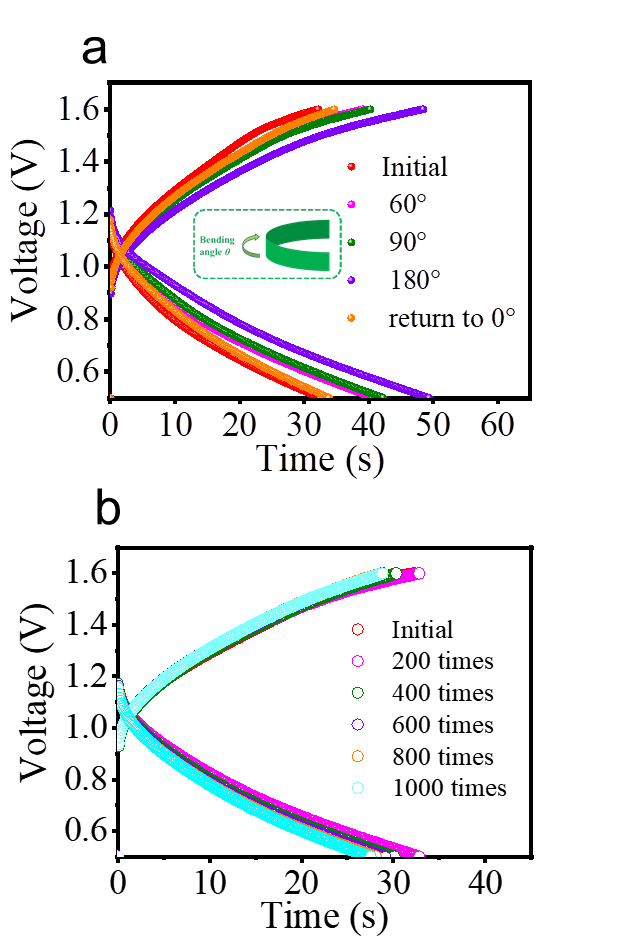 a
Voltage (V)
1.6
1.4
1.2
1.0
0.8
0.6
Initial
60°
90°
180°
return to 0°
Bending
angle θ
0
10
20
30
40
50
60
Time (s)
b
Voltage (V)
1.6
1.4
1.2
1.0
0.8
0.6
Initial
200 times
400 times
600 times
800 times
1000 times
0
10
20
30
40
Time (s)